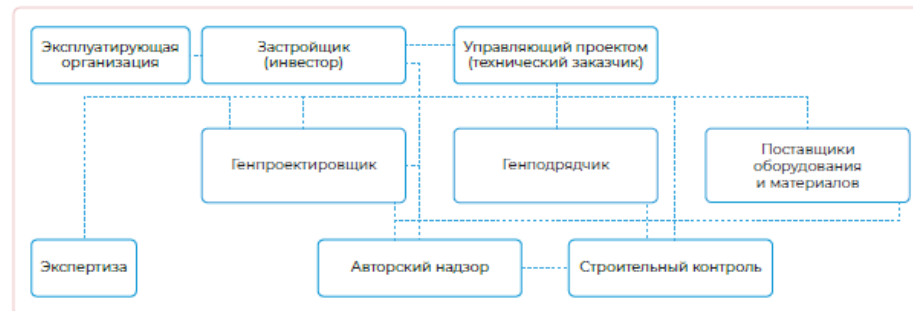 Эксплуатирующая
организация
Застройщик
(инвестор)
Управляющий проектом
(технический заказчик)
Генпроектировщик
Генподрядчик
Поставщики
оборудования
и материалов
Экспертиза
Авторский надзор
Строительный контроль